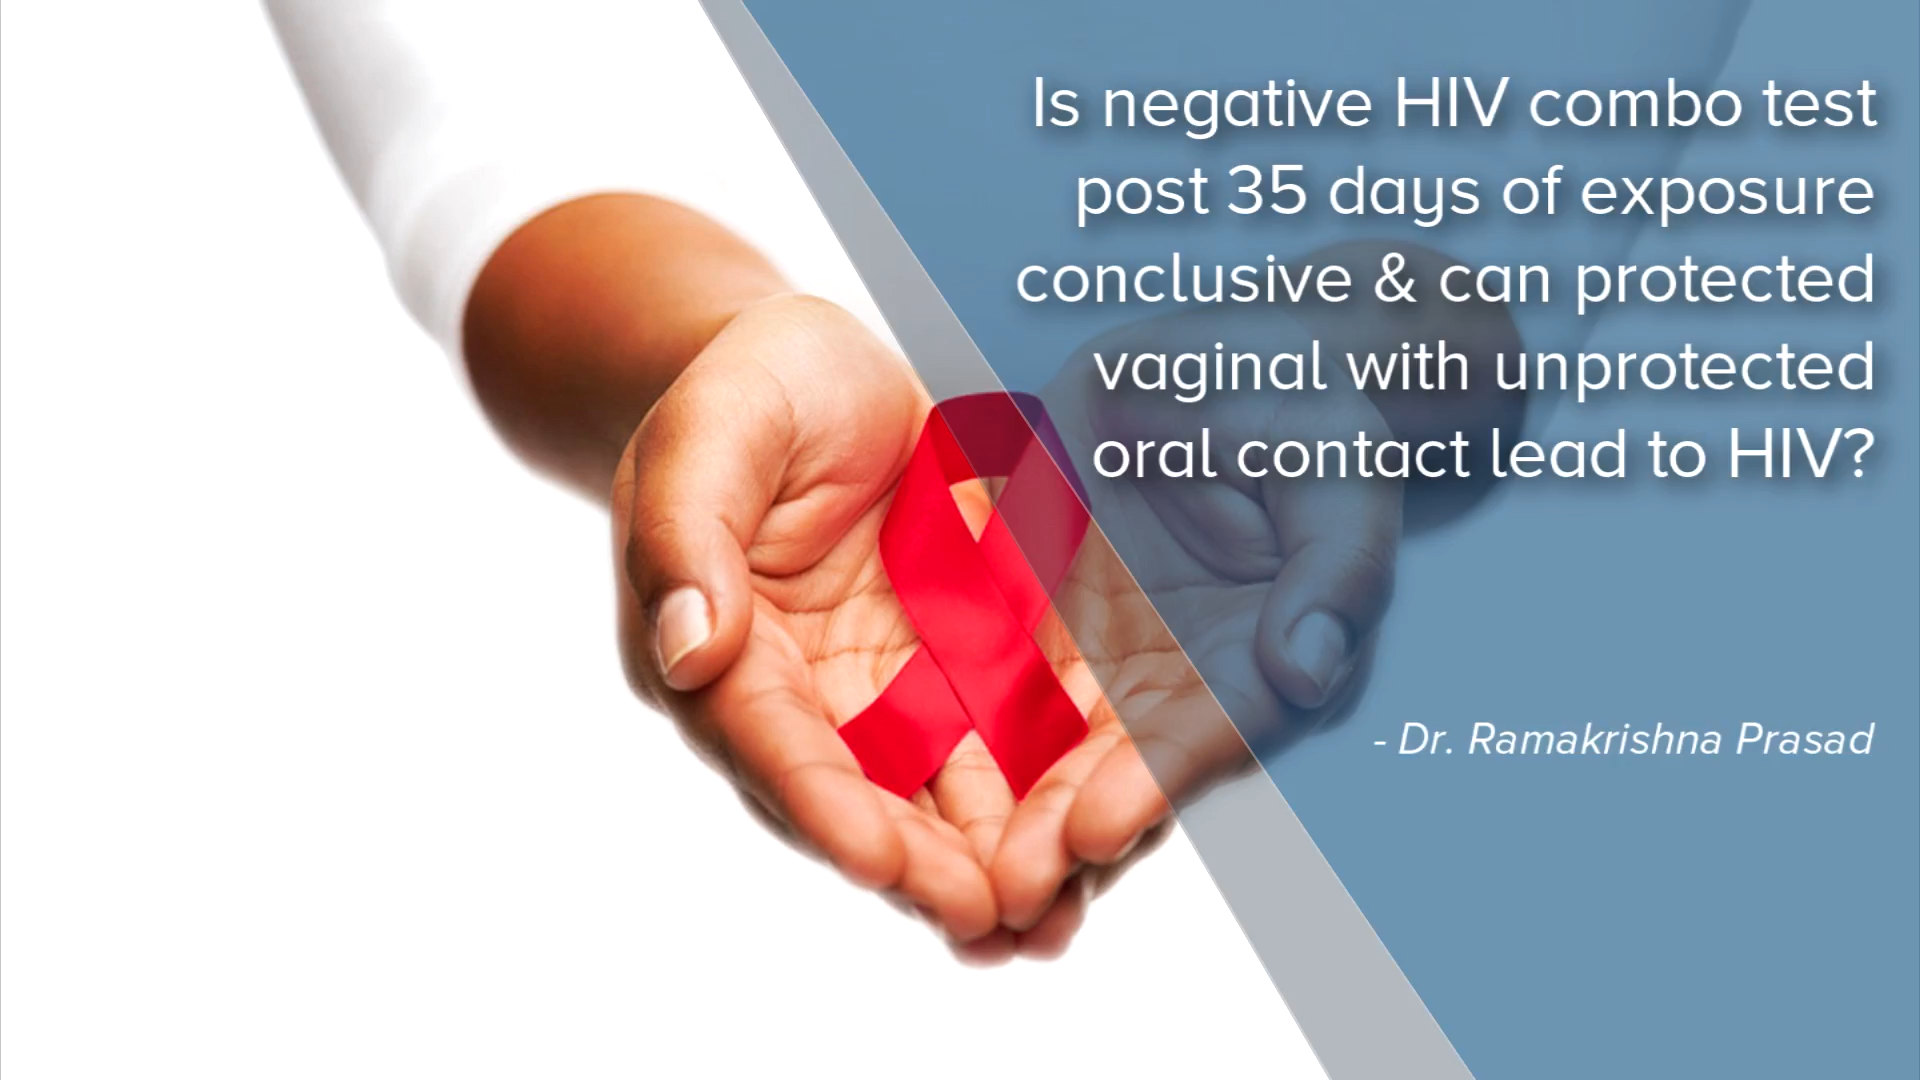 Is negative HIV combo test
post 35 days of exposure
conclusive & can protected
vaginal with unprotected
oral contact lead to HIV?
- Dr. Ramakrishna Prasad